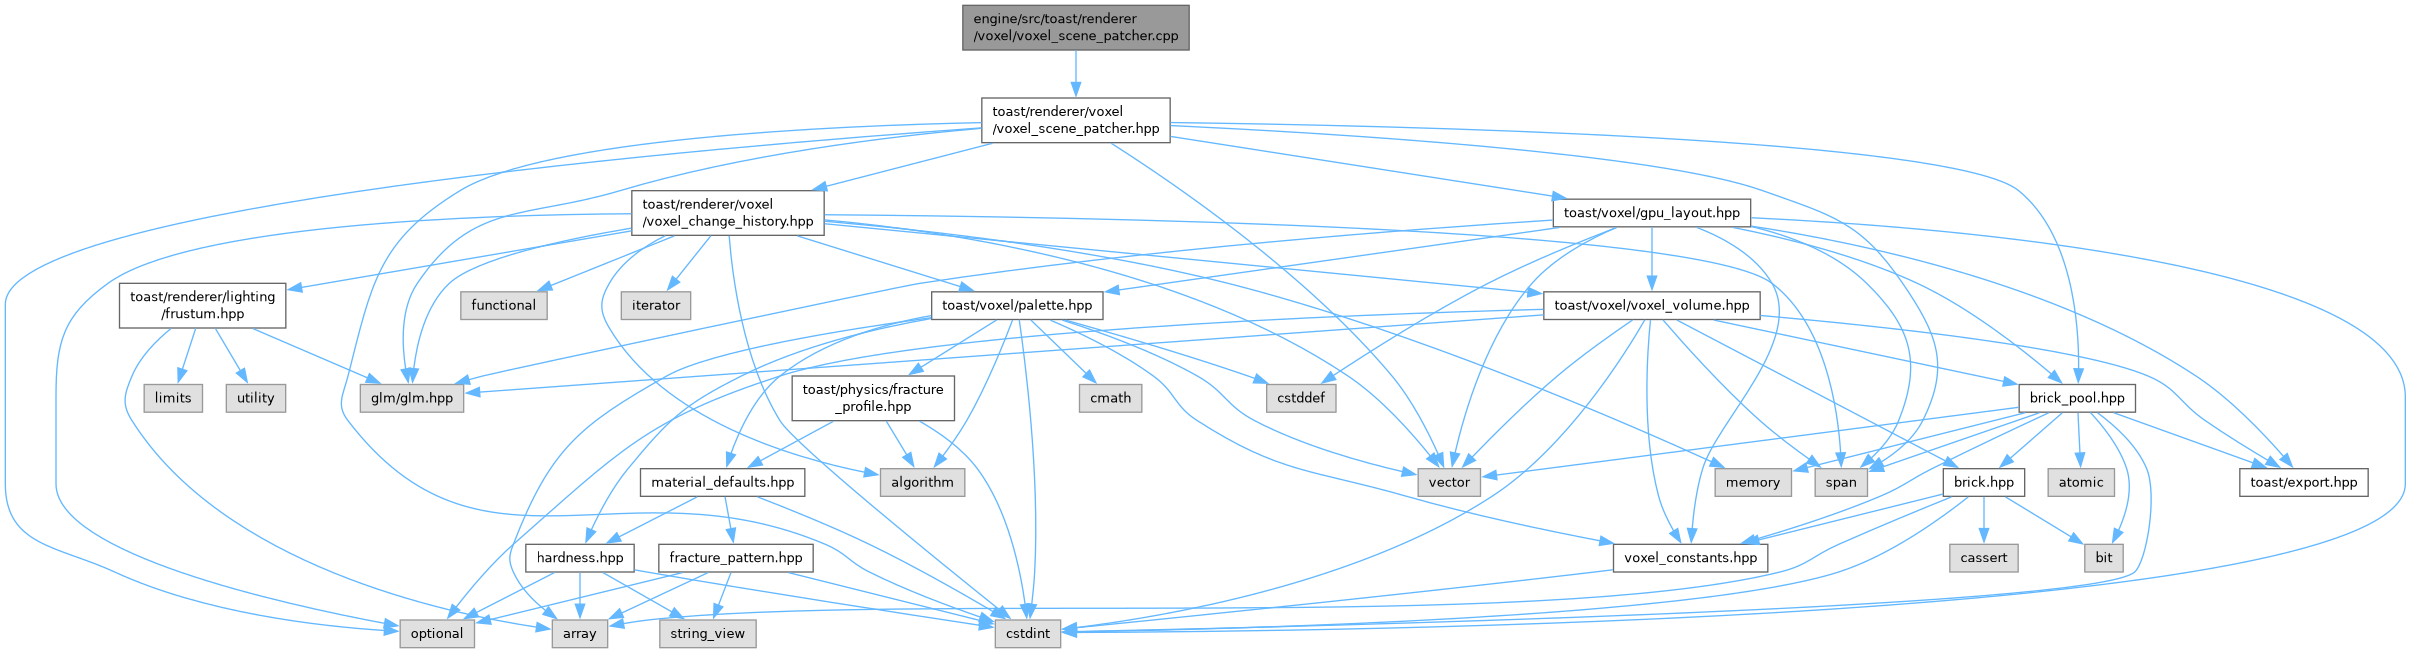 engine/src/toast/renderer
/voxel/voxel_scene_patcher.cpp
toast/renderer/voxel
/voxel_scene_patcher.hpp
toast/renderer/voxel
/voxel_change_history.hpp
toast/voxel/gpu_layout.hpp
toast/renderer/lighting
/frustum.hpp
functional
iterator
toast/voxel/palette.hpp
toast/voxel/voxel_volume.hpp
limits
utility
glm/glm.hpp
toast/physics/fracture
_profile.hpp
cmath
cstddef
brick_pool.hpp
material_defaults.hpp
algorithm
vector
memory
span
brick.hpp
atomic
toast/export.hpp
hardness.hpp
fracture_pattern.hpp
voxel_constants.hpp
cassert
bit
optional
array
string_view
cstdint